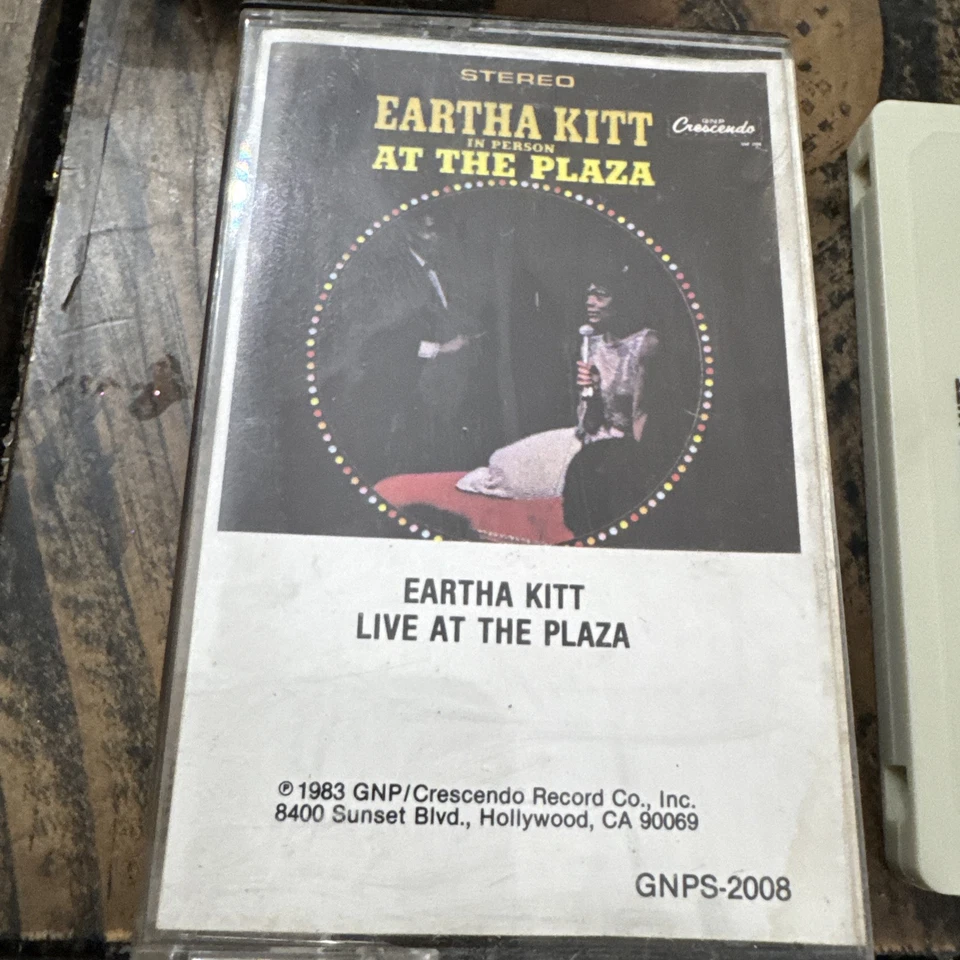 STEREO
EARTHA KITT
IN PERSON
AT THE PLAZA
GNP
Crescendo
EARTHA KITT
LIVE AT THE PLAZA
℗ 1983 GNP/Crescendo Record Co., Inc.
8400 Sunset Blvd., Hollywood, CA 90069
GNPS-2008